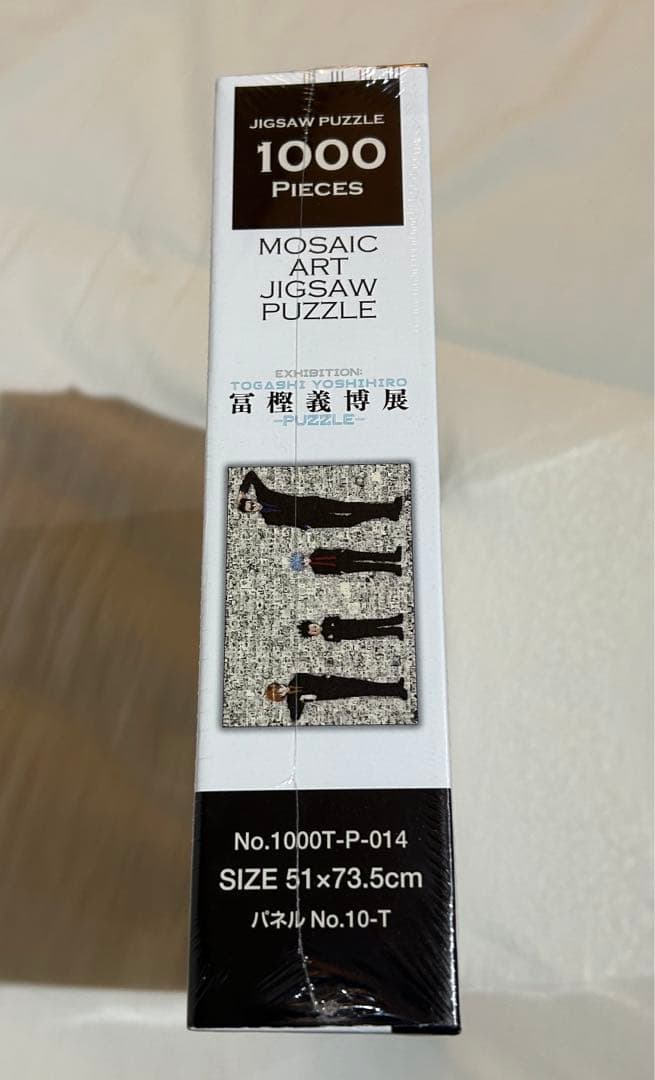 JIGSAW PUZZLE
1000
PIECES
MOSAIC
ART
JIGSAW
PUZZLE
EXHIBITION:
TOGASHI YOSHIHIRO
冨樫義博展
-PUZZLE-
No.1000T-P-014
SIZE 51×73.5cm
パネル No.10-T